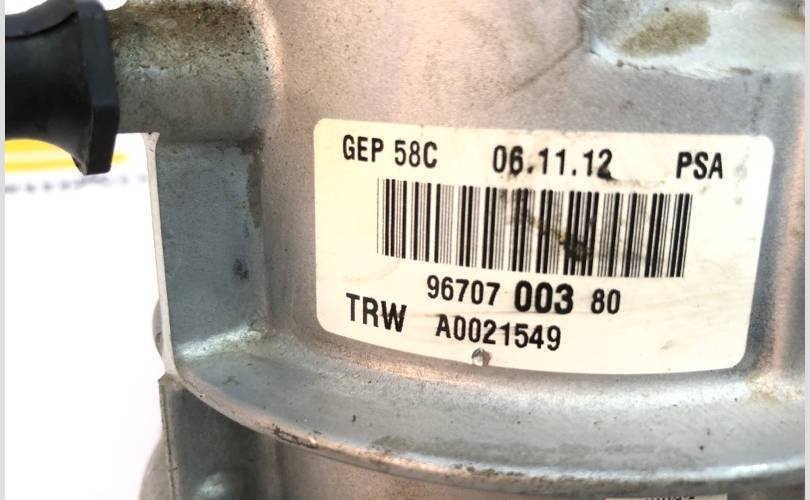 GEP 58C 06.11.12 PSA
96707 003 80
TRW A0021549